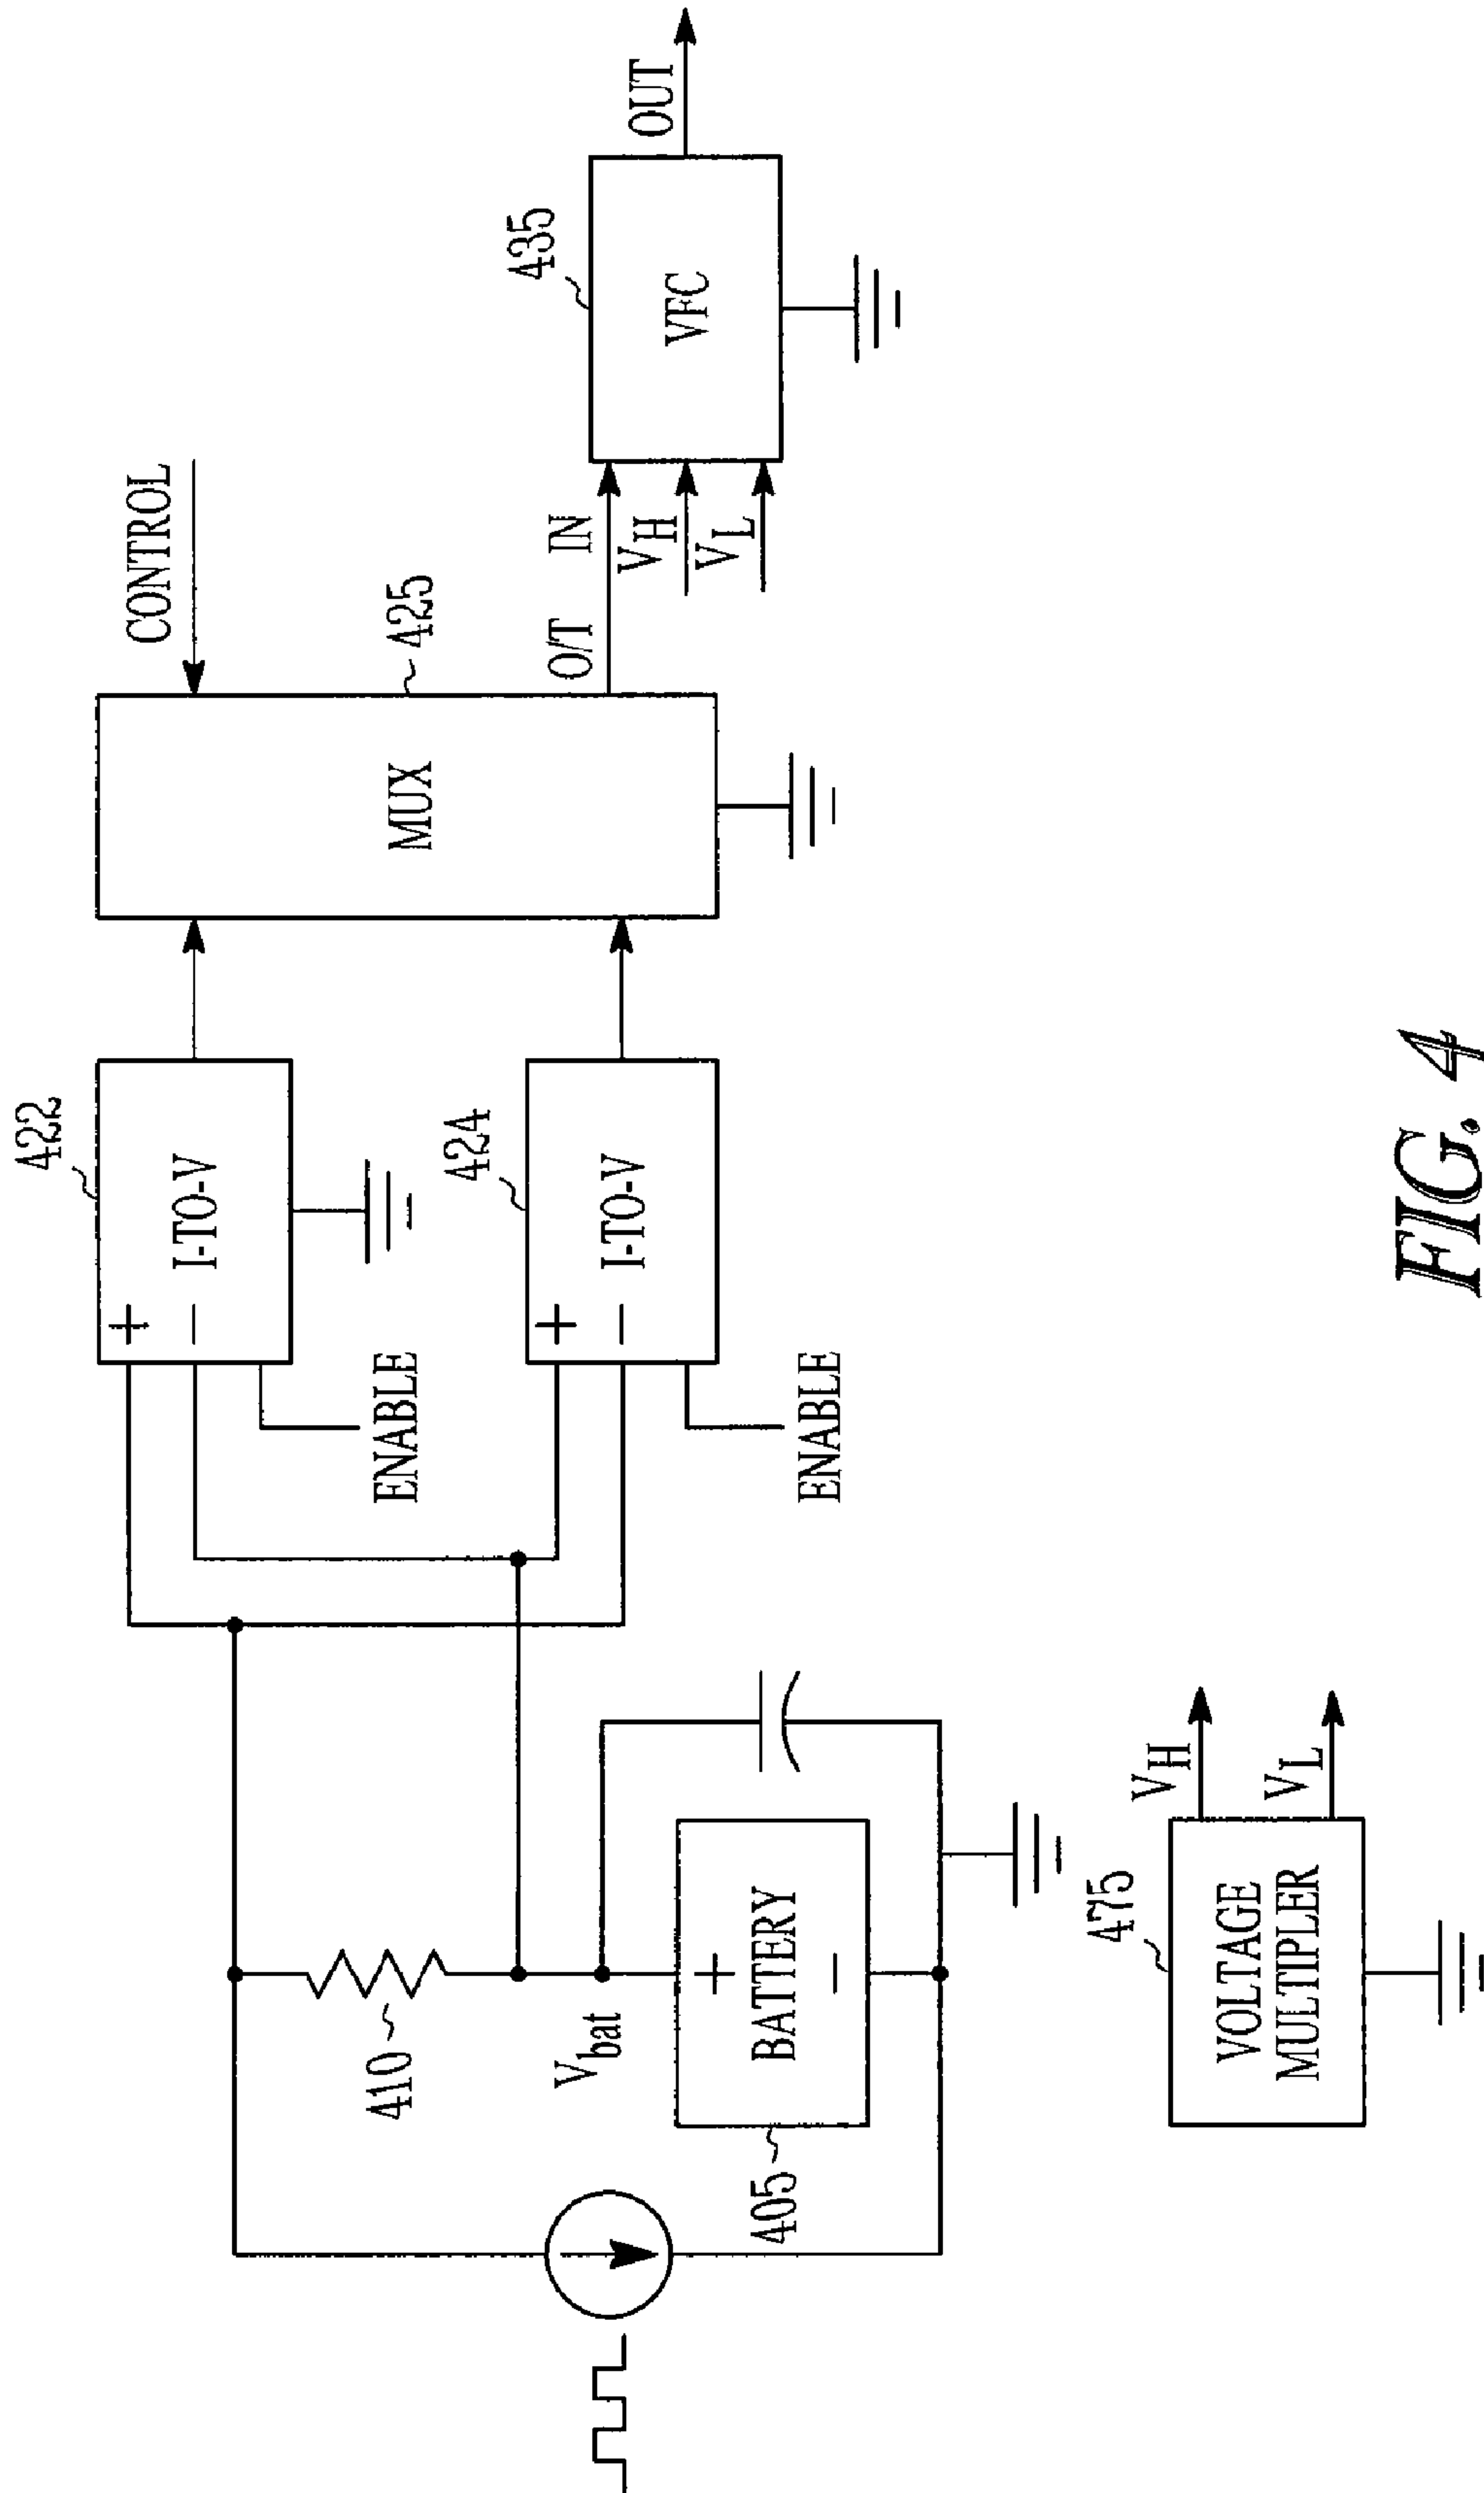 422
I-TO-V
+
−
ENABLE
424
I-TO-V
+
−
ENABLE
CONTROL
MUX
425
O/T IN
VH
VL
435
VFC
OUT
410
Vbat
+
BATTERY
−
405
475
VOLTAGE
MULTIPLER
VH
VL
FIG. 4